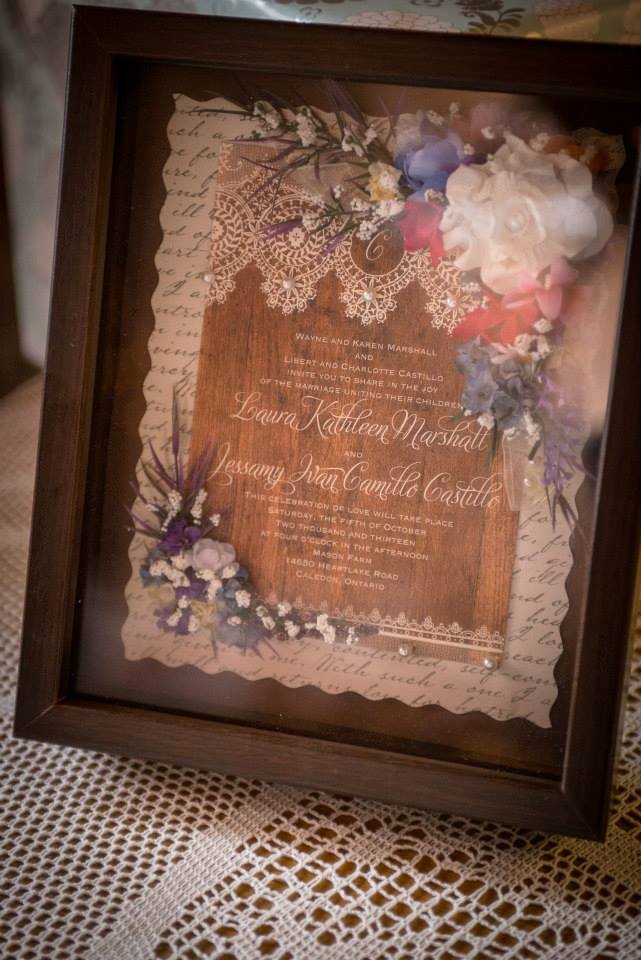 C
WAYNE AND KAREN MARSHALL
AND
LIBERT AND CHARLOTTE CASTILLO
INVITE YOU TO SHARE IN THE JOY
OF THE MARRIAGE UNITING THEIR CHILDREN
Laura Kathleen Marshall
AND
Jessamy Ivan Camillo Castillo
THIS CELEBRATION OF LOVE WILL TAKE PLACE
SATURDAY, THE FIFTH OF OCTOBER
TWO THOUSAND AND THIRTEEN
AT FOUR O'CLOCK IN THE AFTERNOON
MASON FARM
14650 HEARTLAKE ROAD
CALEDON, ONTARIO
With such a one, I a